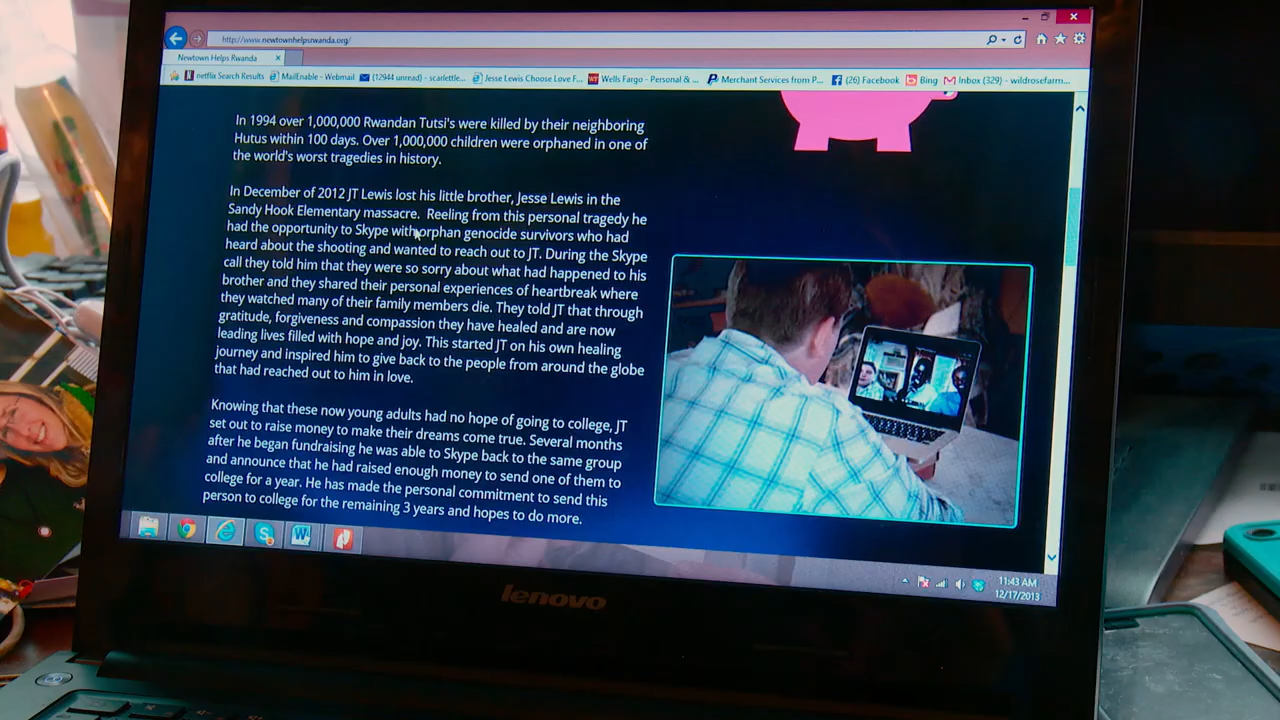 http://www.newtownhelpsrwanda.org/
Newtown Helps Rwanda
netflix Search Results
MailEnable - Webmail
(12944 unread) - scarlettle...
Jesse Lewis Choose Love F...
Wells Fargo - Personal & ...
Merchant Services from P...
(26) Facebook
Bing
Inbox (329) - wildrosefarm...
In 1994 over 1,000,000 Rwandan Tutsi's were killed by their neighboring
Hutus within 100 days. Over 1,000,000 children were orphaned in one of
the world's worst tragedies in history.
In December of 2012 JT Lewis lost his little brother, Jesse Lewis in the
Sandy Hook Elementary massacre. Reeling from this personal tragedy he
had the opportunity to Skype with orphan genocide survivors who had
heard about the shooting and wanted to reach out to JT. During the Skype
call they told him that they were so sorry about what had happened to his
brother and they shared their personal experiences of heartbreak where
they watched many of their family members die. They told JT that through
gratitude, forgiveness and compassion they have healed and are now
leading lives filled with hope and joy. This started JT on his own healing
journey and inspired him to give back to the people from around the globe
that had reached out to him in love.
Knowing that these now young adults had no hope of going to college, JT
set out to raise money to make their dreams come true. Several months
after he began fundraising he was able to Skype back to the same group
and announce that he had raised enough money to send one of them to
college for a year. He has made the personal commitment to send this
person to college for the remaining 3 years and hopes to do more.
11:43 AM
12/17/2013
lenovo